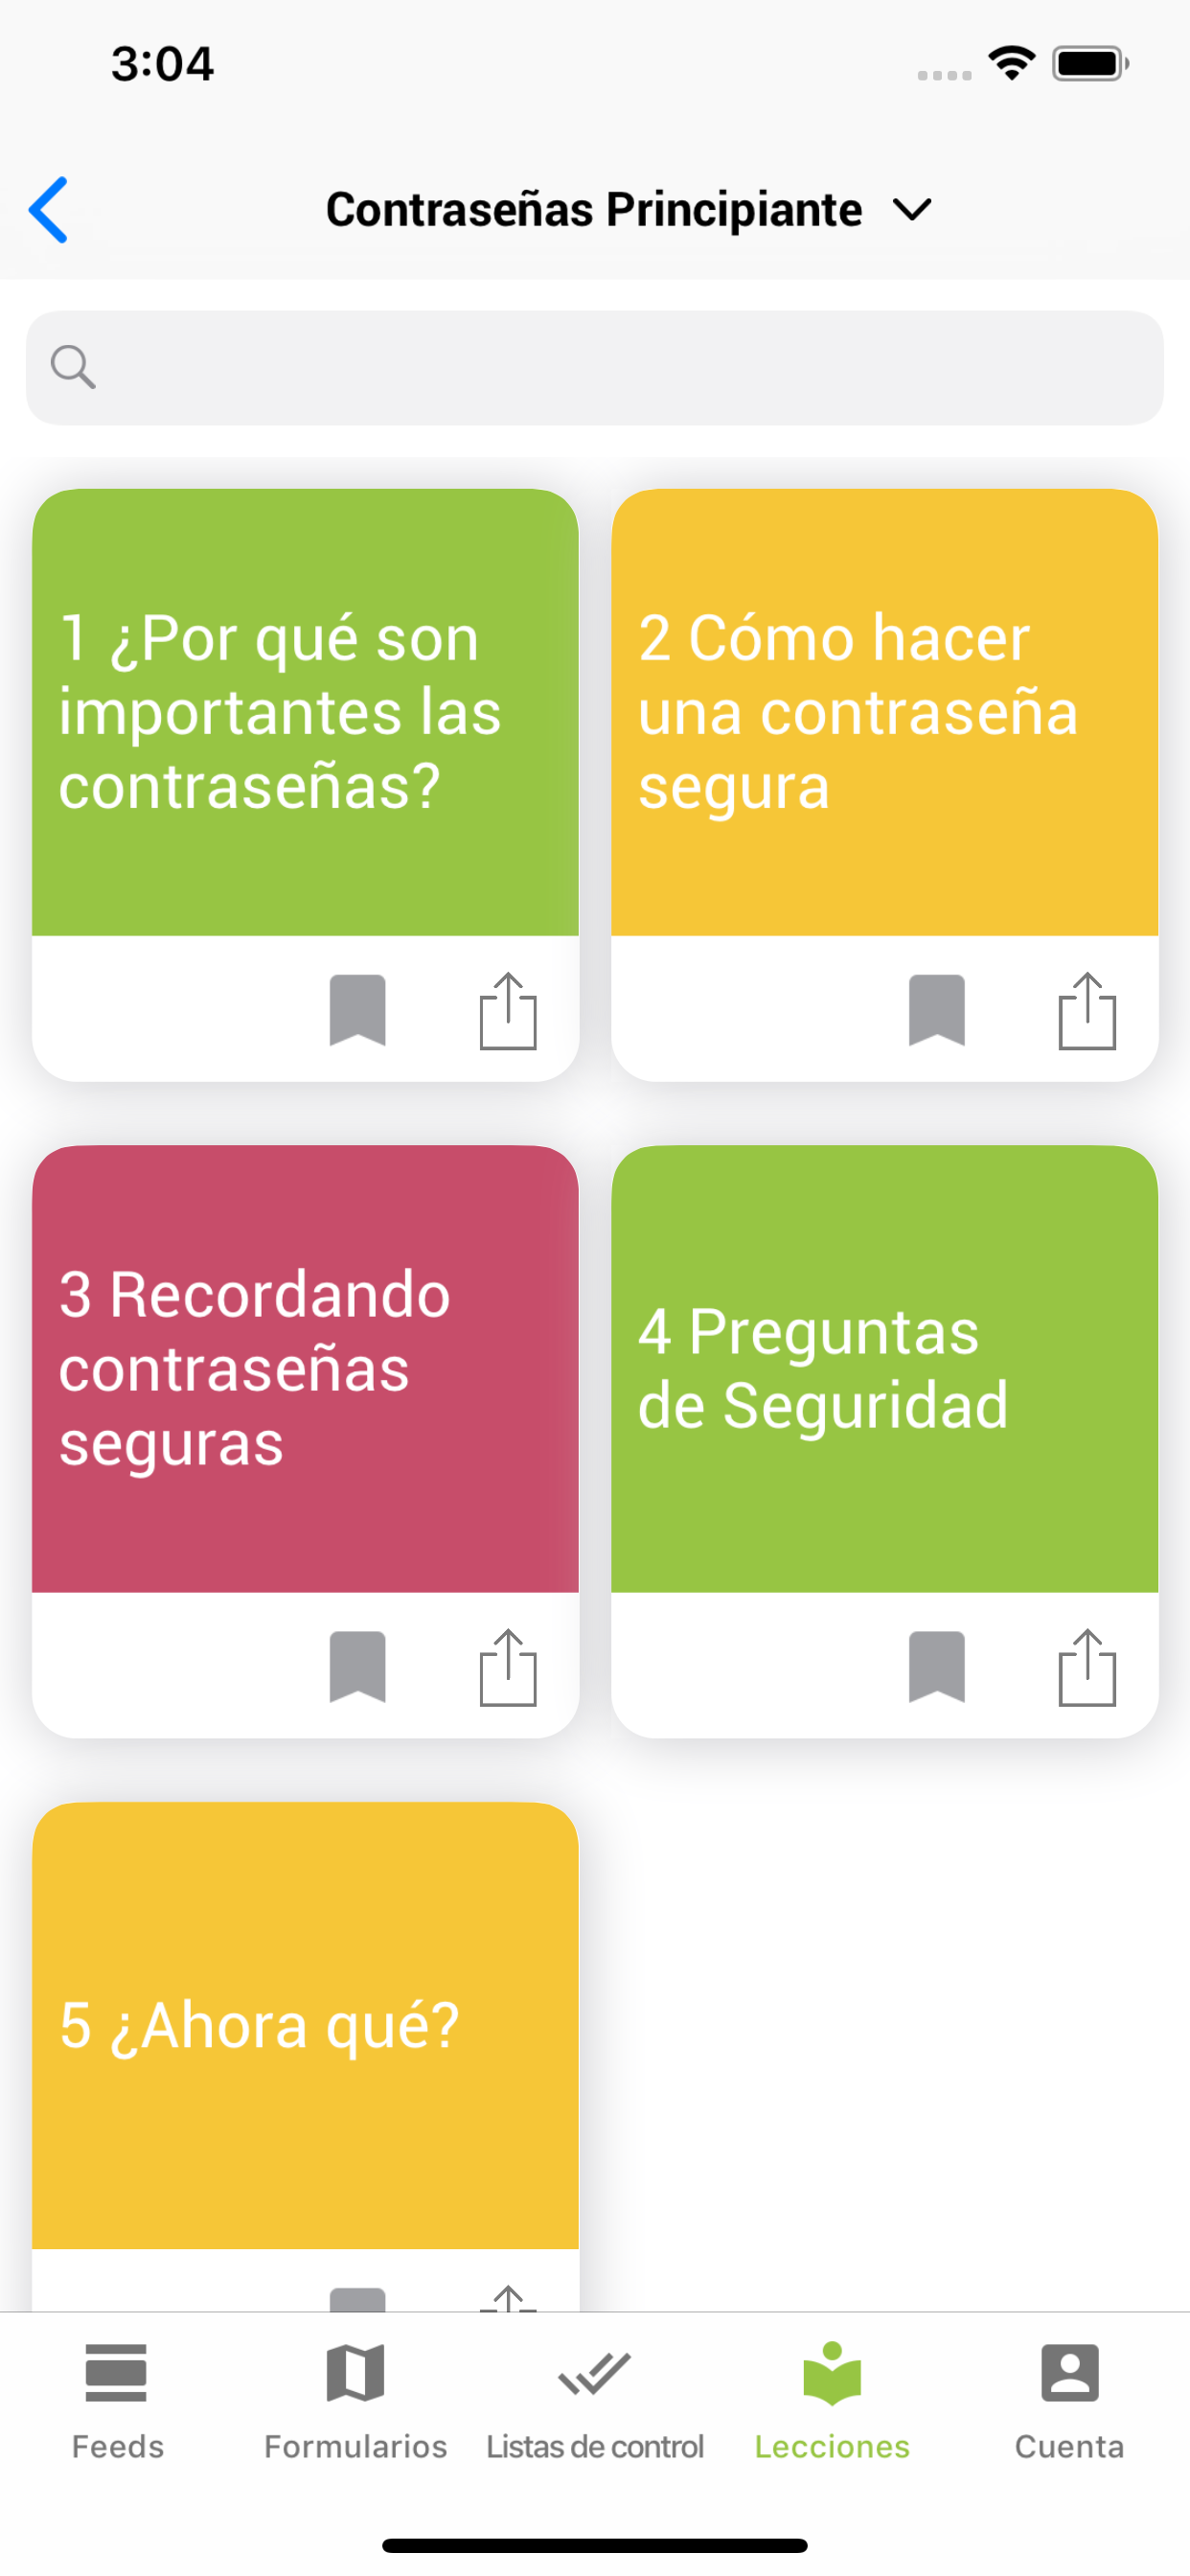 3:04
Contraseñas Principiante
1 ¿Por qué son
importantes las
contraseñas?
2 Cómo hacer
una contraseña
segura
3 Recordando
contraseñas
seguras
4 Preguntas
de Seguridad
5 ¿Ahora qué?
Feeds
Formularios
Listas de control
Lecciones
Cuenta